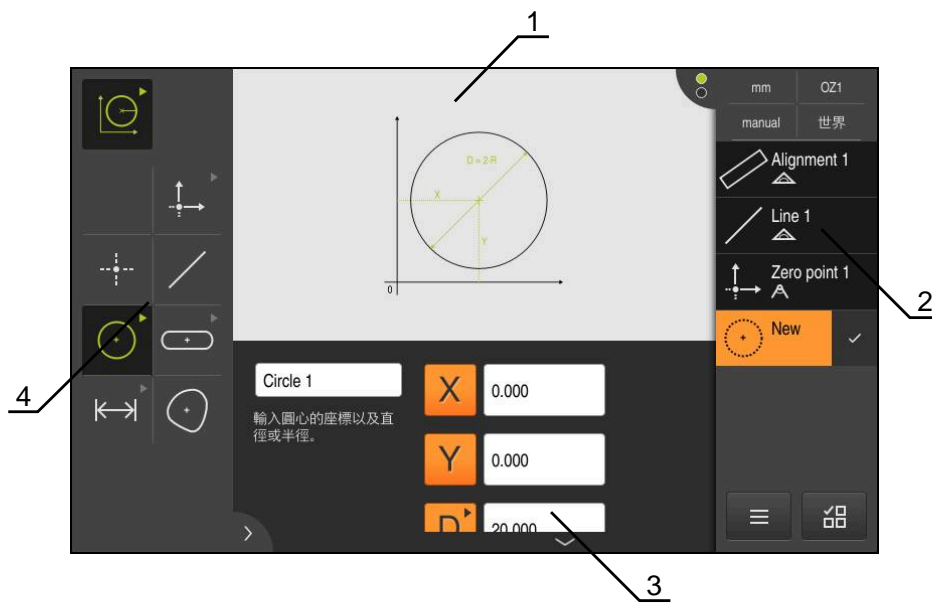 1
mm
OZ1
manual
世界
D = 2 R
X
Y
0
Alignment 1
Line 1
Zero point 1
New
2
4
Circle 1
輸入圓心的座標以及直
徑或半徑。
X
0.000
Y
0.000
D
20.000
3